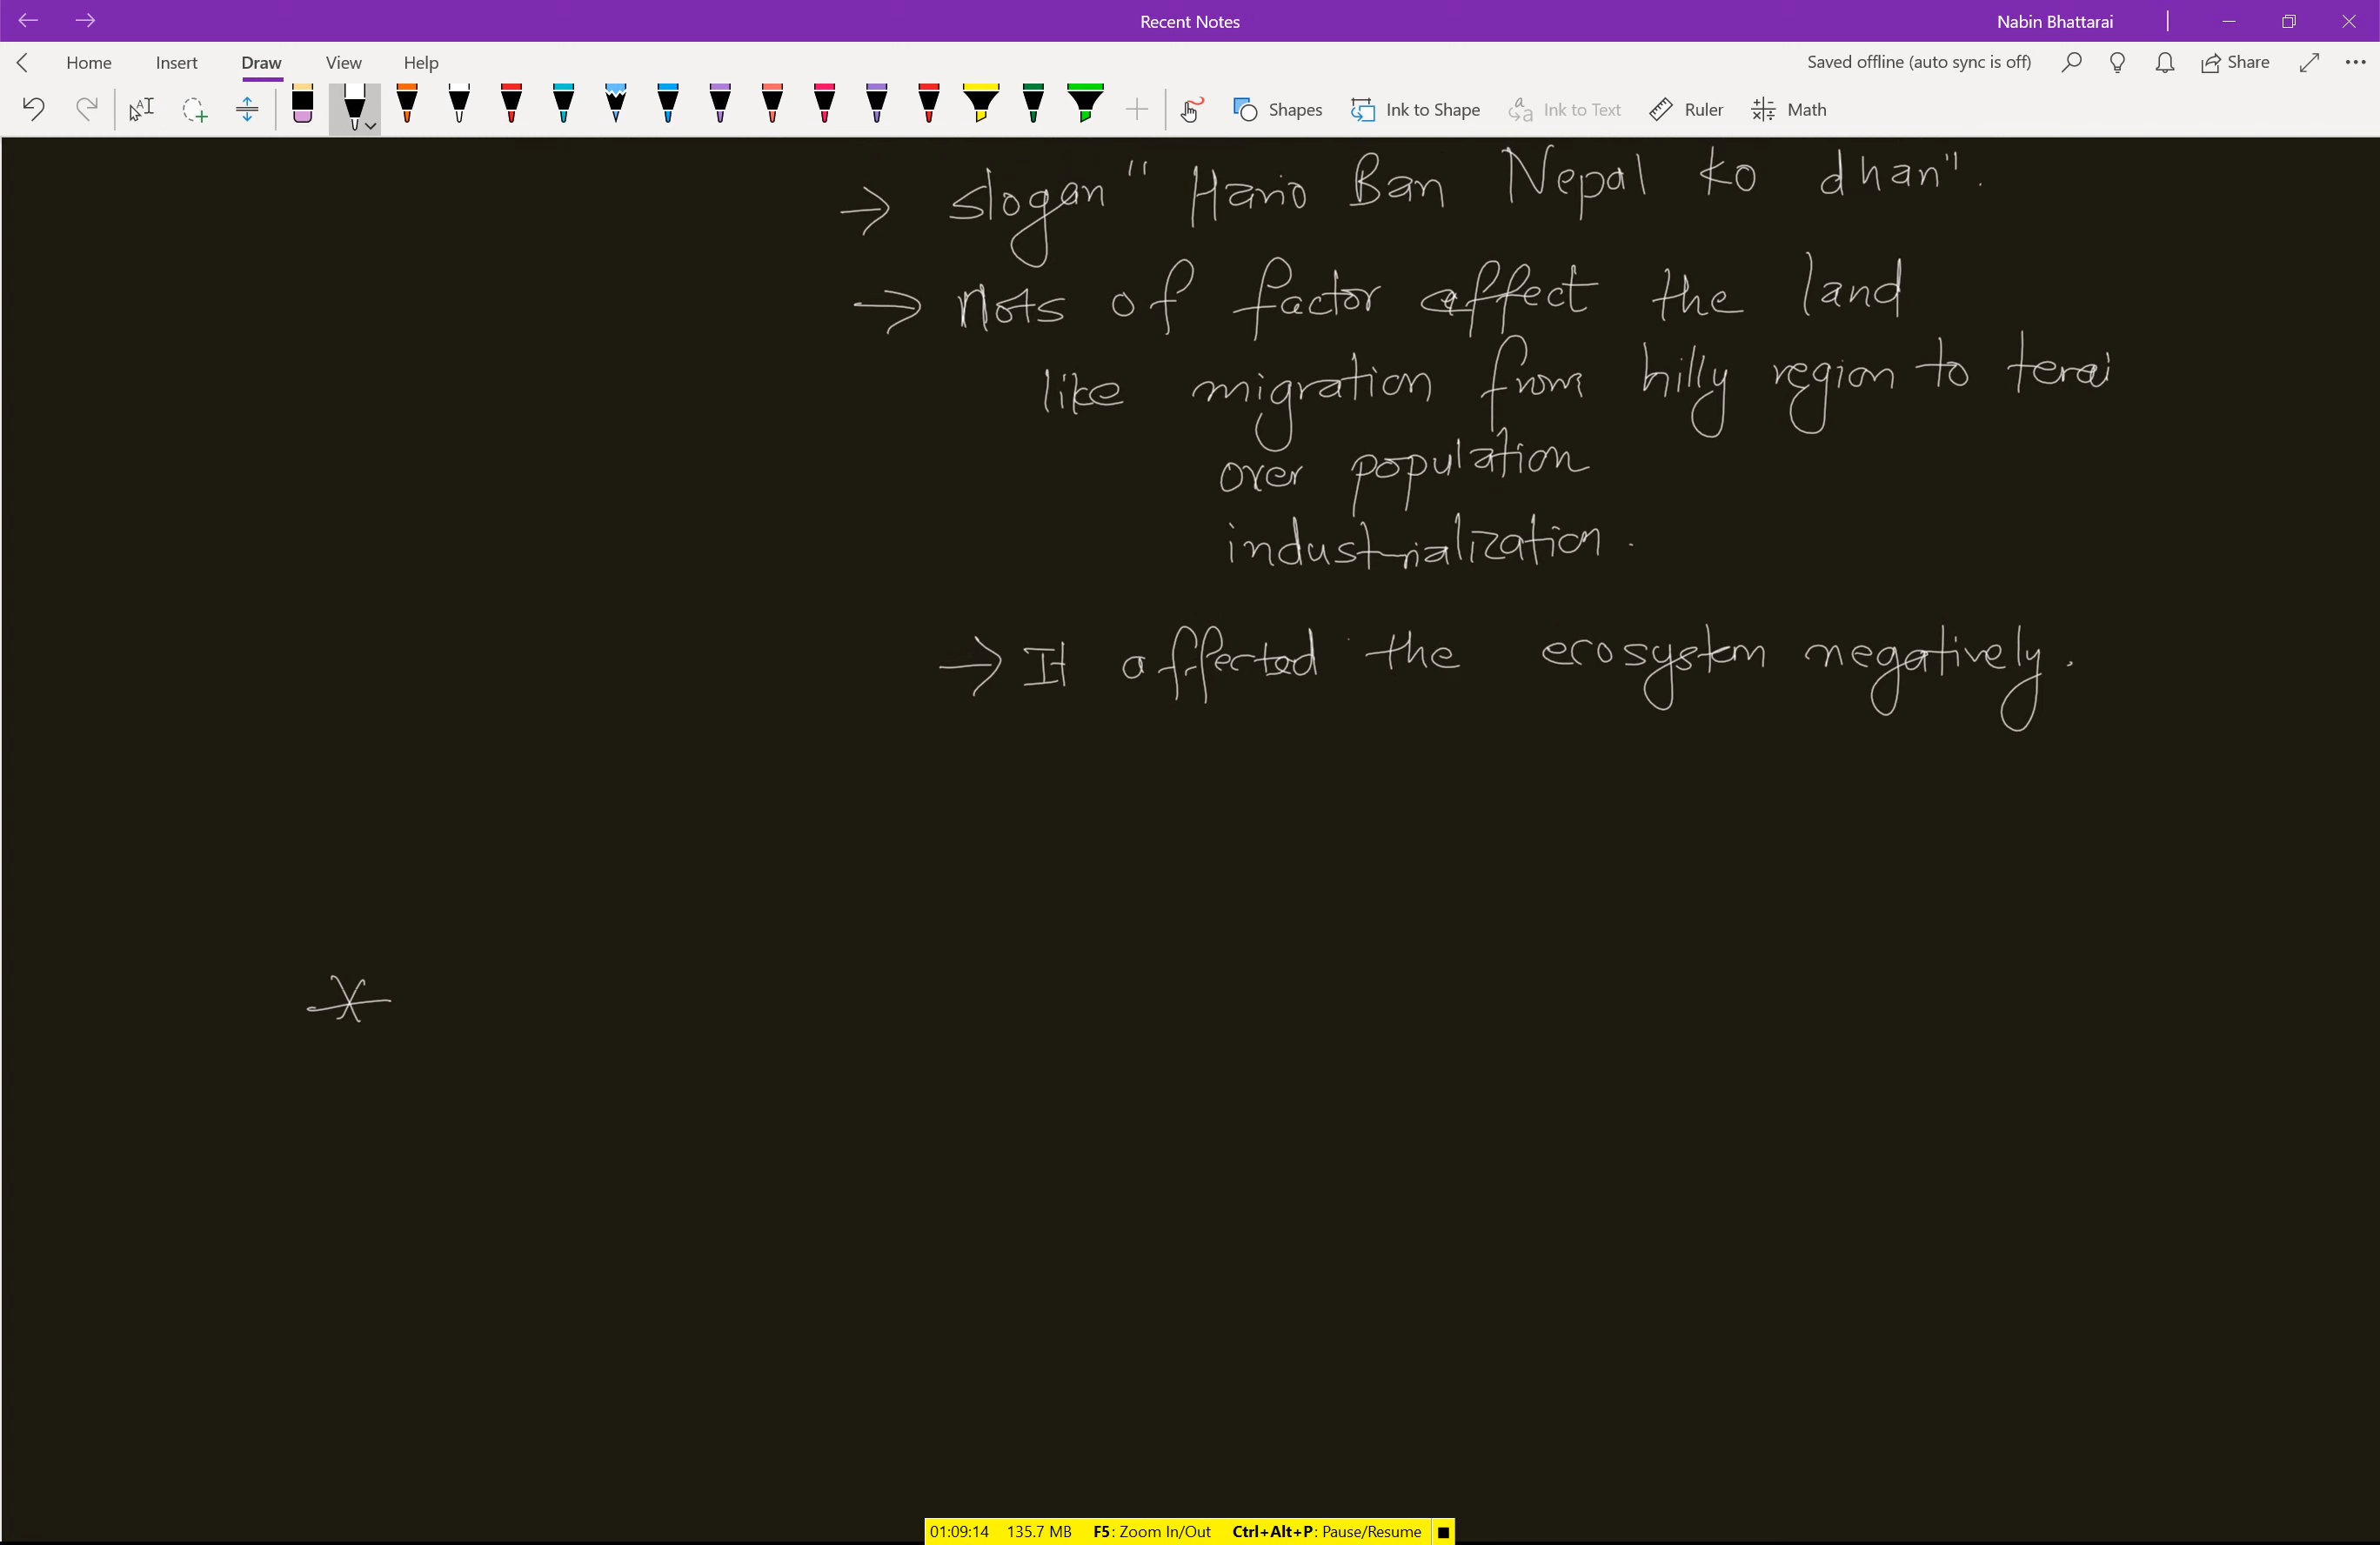 Recent Notes
Nabin Bhattarai
Home Insert Draw View Help
Saved offline (auto sync is off) Share
Shapes Ink to Shape Ink to Text Ruler Math
→ slogan " Hario Ban Nepal ko dhan".
→ of factor affect the land
like migration from hilly region to terai
over population
industrialization.
→ It affected the ecosystem negatively.
*
01:09:14 135.7 MB F5: Zoom In/Out Ctrl+Alt+P: Pause/Resume